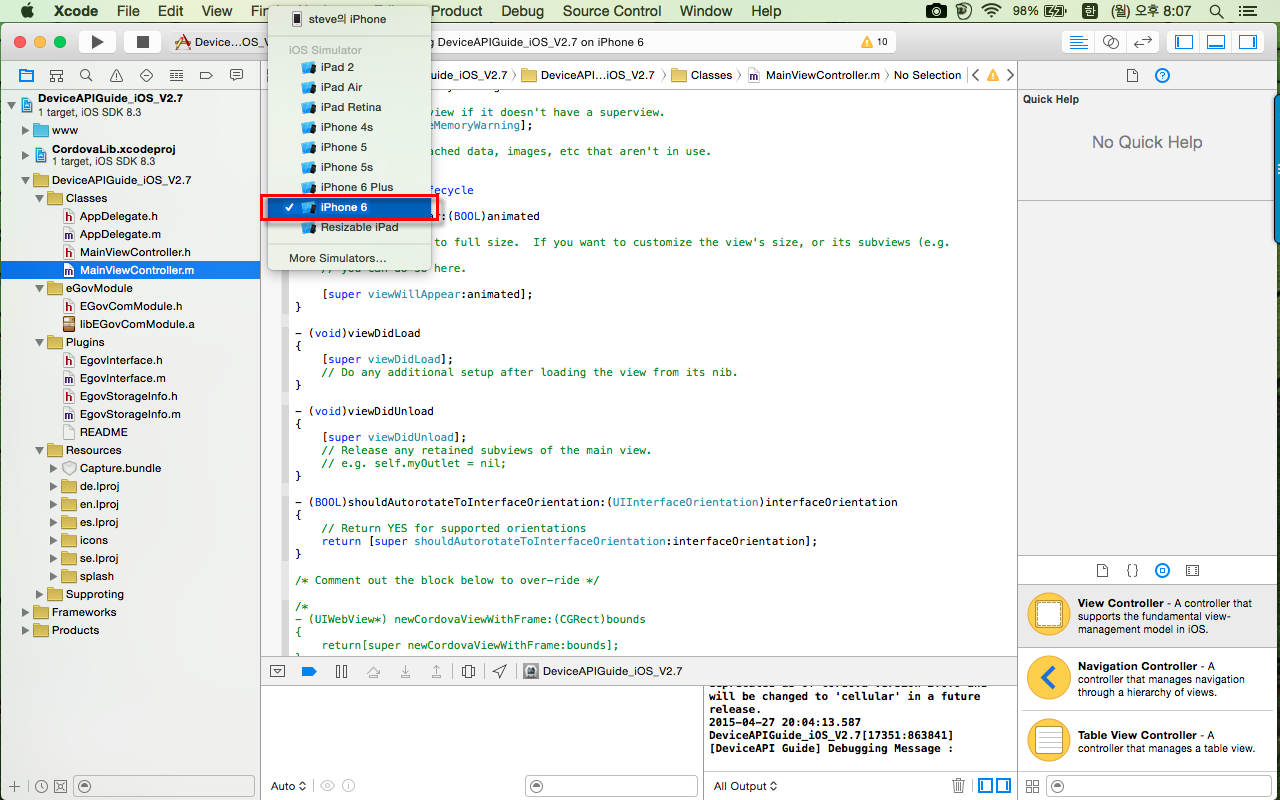 Xcode File Edit View Fin Product Debug Source Control Window Help 98% 한 (월) 오후 8:07
steve의 iPhone
iOS Simulator
iPad 2
iPad Air
iPad Retina
iPhone 4s
iPhone 5
iPhone 5s
iPhone 6 Plus
iPhone 6
Resizable iPad
More Simulators…
Device…OS_V
g DeviceAPIGuide_iOS_V2.7 on iPhone 6
10
uide_iOS_V2.7 DeviceAPI…iOS_V2.7 Classes MainViewController.m No Selection
DeviceAPIGuide_iOS_V2.7
1 target, iOS SDK 8.3
www
CordovaLib.xcodeproj
1 target, iOS SDK 8.3
DeviceAPIGuide_iOS_V2.7
Classes
AppDelegate.h
AppDelegate.m
MainViewController.h
MainViewController.m
eGovModule
EGovComModule.h
libEGovComModule.a
Plugins
EgovInterface.h
EgovInterface.m
EgovStorageInfo.h
EgovStorageInfo.m
README
Resources
Capture.bundle
de.lproj
en.lproj
es.lproj
icons
se.lproj
splash
Supproting
Frameworks
Products
view if it doesn't have a superview.
eMemoryWarning];
ached data, images, etc that aren't in use.
fecycle
r:(BOOL)animated
to full size.  If you want to customize the view's size, or its subviews (e.g.
// you can do so here.
[super viewWillAppear:animated];
}
- (void)viewDidLoad
{
[super viewDidLoad];
// Do any additional setup after loading the view from its nib.
}
- (void)viewDidUnload
{
[super viewDidUnload];
// Release any retained subviews of the main view.
// e.g. self.myOutlet = nil;
}
- (BOOL)shouldAutorotateToInterfaceOrientation:(UIInterfaceOrientation)interfaceOrientation
{
// Return YES for supported orientations
return [super shouldAutorotateToInterfaceOrientation:interfaceOrientation];
}
/* Comment out the block below to over-ride */
/*
- (UIWebView*) newCordovaViewWithFrame:(CGRect)bounds
{
return[super newCordovaViewWithFrame:bounds];
DeviceAPIGuide_iOS_V2.7
will be changed to 'cellular' in a future
release.
2015-04-27 20:04:13.587
DeviceAPIGuide_iOS_V2.7[17351:863841]
[DeviceAPI Guide] Debugging Message :
Auto
All Output
Quick Help
No Quick Help
{ }
View Controller - A controller that
supports the fundamental view-
management model in iOS.
Navigation Controller - A
controller that manages navigation
through a hierarchy of views.
Table View Controller - A
controller that manages a table view.